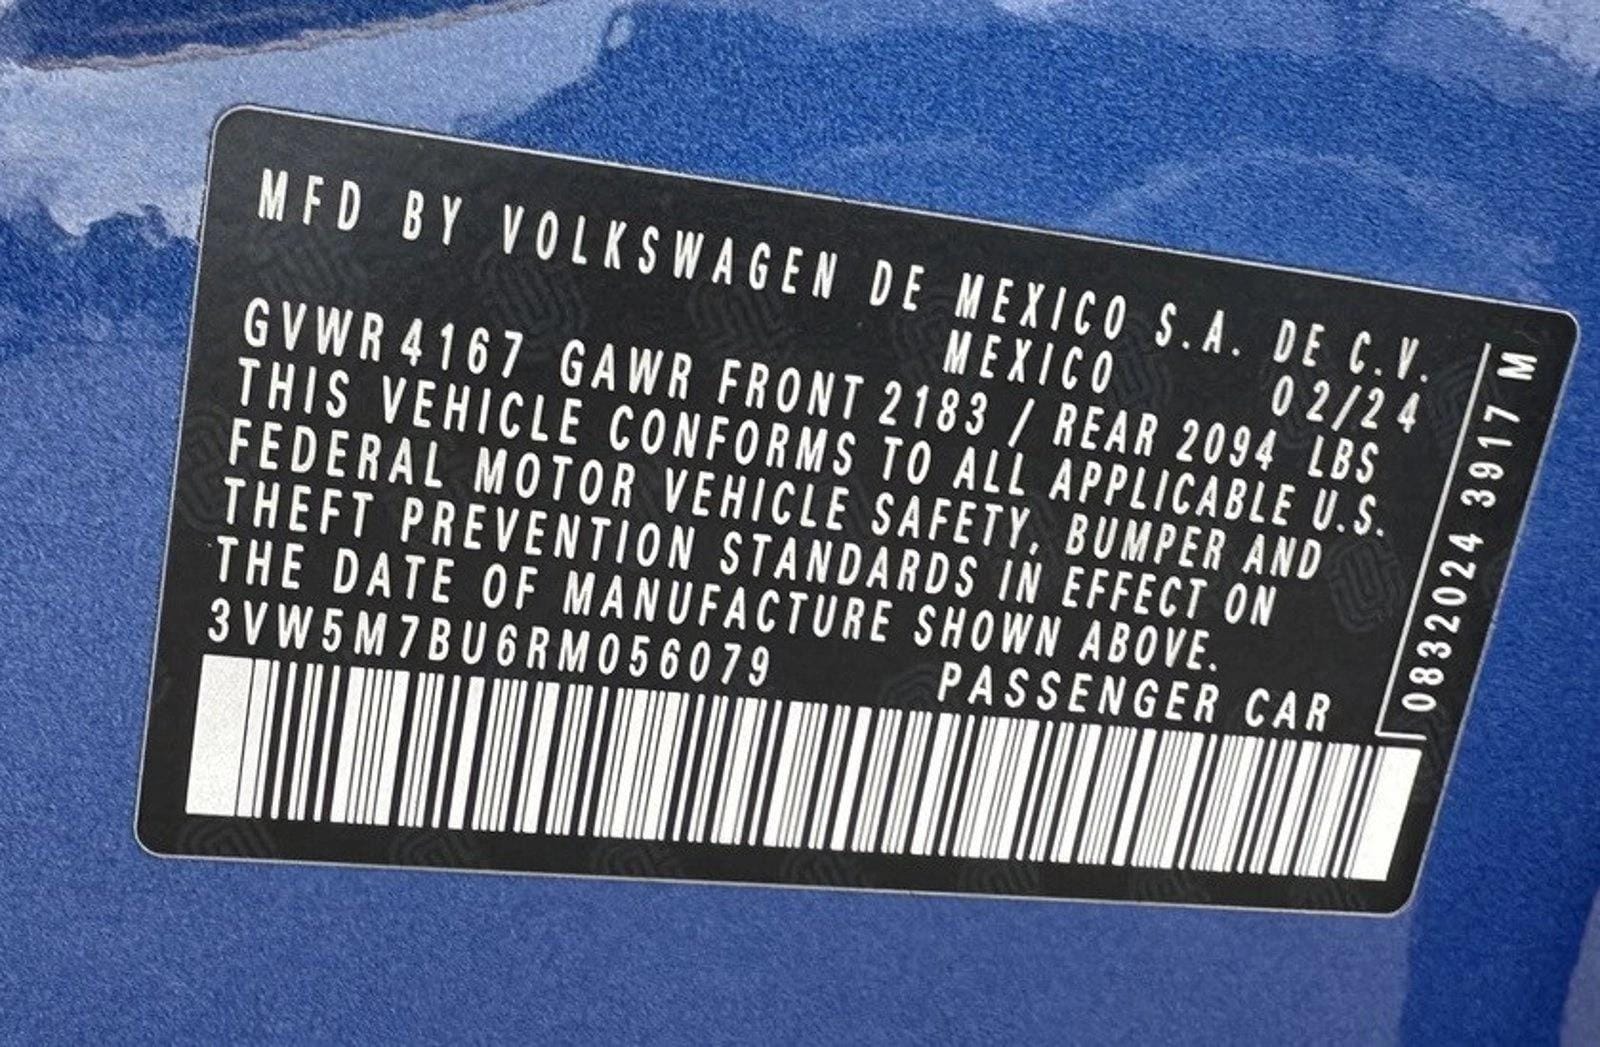 MFD BY VOLKSWAGEN DE MEXICO S.A. DE C.V.
MEXICO 02/24
GVWR 4167 GAWR FRONT 2183 / REAR 2094 LBS
THIS VEHICLE CONFORMS TO ALL APPLICABLE U.S.
FEDERAL MOTOR VEHICLE SAFETY, BUMPER AND
THEFT PREVENTION STANDARDS IN EFFECT ON
THE DATE OF MANUFACTURE SHOWN ABOVE.
3VW5M7BU6RM056079 PASSENGER CAR
0832024 3917 M